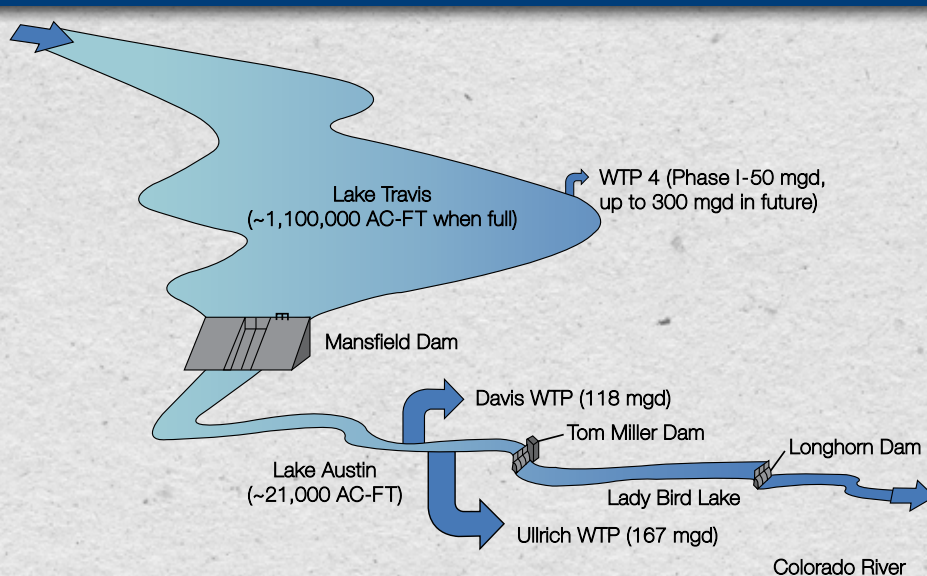 WTP 4 (Phase I-50 mgd,
up to 300 mgd in future)
Lake Travis
(~1,100,000 AC-FT when full)
Mansfield Dam
Davis WTP (118 mgd)
Tom Miller Dam
Longhorn Dam
Lake Austin
(~21,000 AC-FT)
Lady Bird Lake
Ullrich WTP (167 mgd)
Colorado River